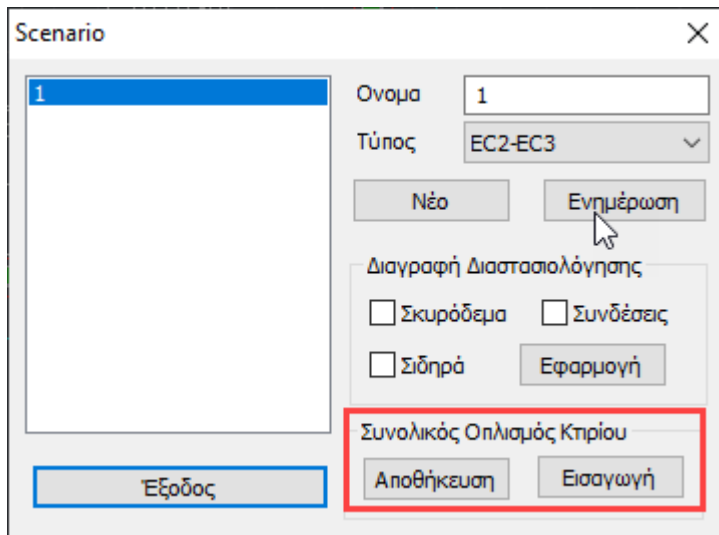 Scenario
1
Ονομα 1
Τύπος EC2-EC3
Νέο Ενημέρωση
Διαγραφή Διαστασιολόγησης
Σκυρόδεμα Συνδέσεις
Σιδηρά Εφαρμογή
Συνολικός Οπλισμός Κτιρίου
Αποθήκευση Εισαγωγή
Έξοδος